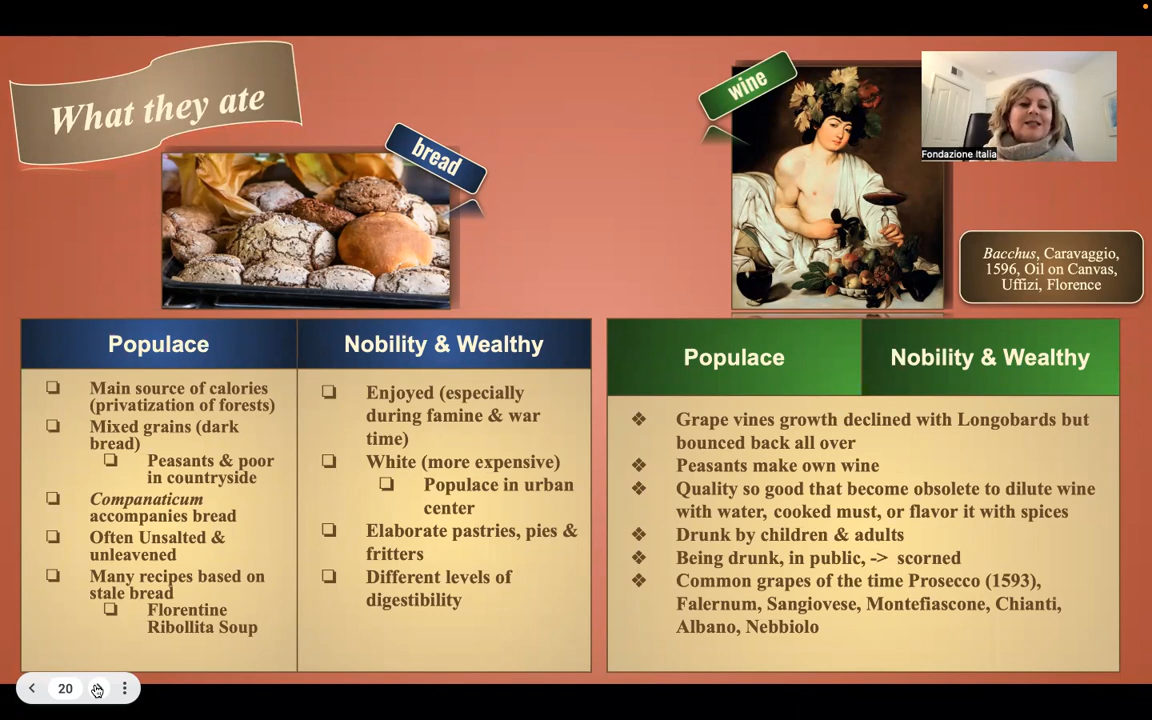 What they ate
bread
wine
Fondazione Italia
Bacchus, Caravaggio,
1596, Oil on Canvas,
Uffizi, Florence
Populace
Nobility & Wealthy
Main source of calories
(privatization of forests)
Mixed grains (dark
bread)
Peasants & poor
in countryside
Companaticum
accompanies bread
Often Unsalted &
unleavened
Many recipes based on
stale bread
Florentine
Ribollita Soup
Enjoyed (especially
during famine & war
time)
White (more expensive)
Populace in urban
center
Elaborate pastries, pies &
fritters
Different levels of
digestibility
Populace
Nobility & Wealthy
Grape vines growth declined with Longobards but
bounced back all over
Peasants make own wine
Quality so good that become obsolete to dilute wine
with water, cooked must, or flavor it with spices
Drunk by children & adults
Being drunk, in public, -> scorned
Common grapes of the time Prosecco (1593),
Falernum, Sangiovese, Montefiascone, Chianti,
Albano, Nebbiolo
20